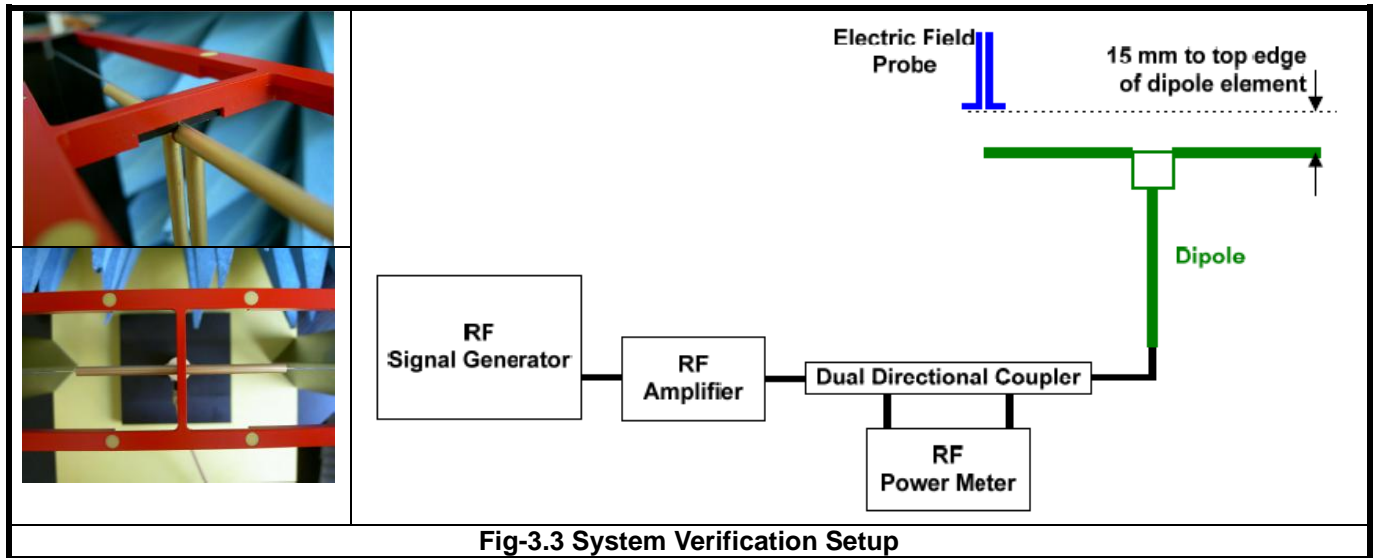 Electric Field
Probe
15 mm to top edge
of dipole element
Dipole
RF
Signal Generator
RF
Amplifier
Dual Directional Coupler
RF
Power Meter
Fig-3.3 System Verification Setup